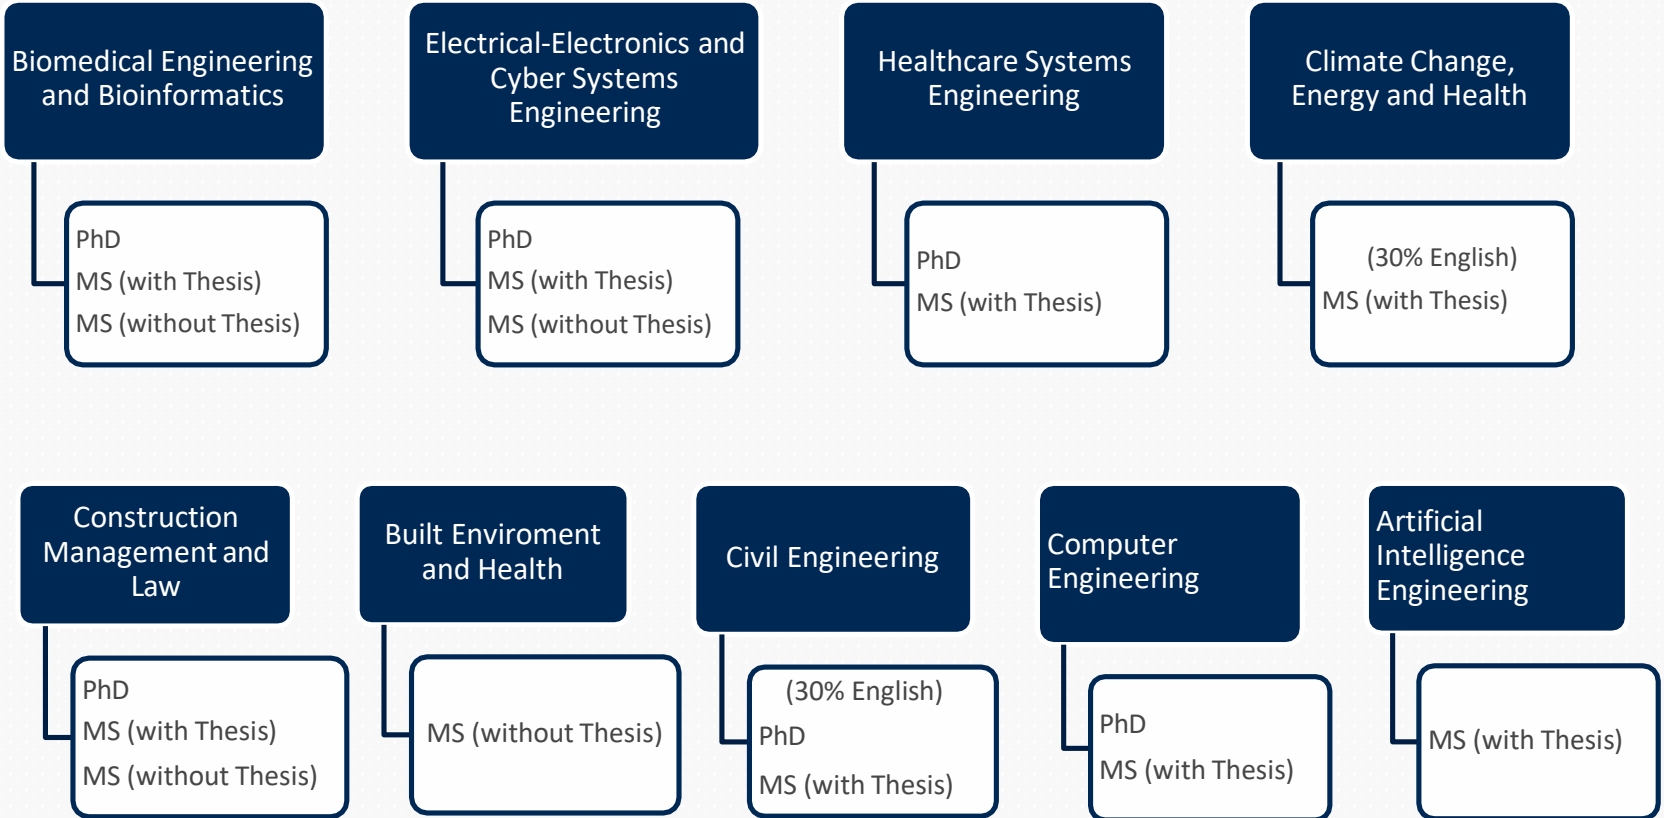 Biomedical Engineering
and Bioinformatics
PhD
MS (with Thesis)
MS (without Thesis)
Electrical-Electronics and
Cyber Systems
Engineering
PhD
MS (with Thesis)
MS (without Thesis)
Healthcare Systems
Engineering
PhD
MS (with Thesis)
Climate Change,
Energy and Health
(30% English)
MS (with Thesis)
Construction
Management and
Law
PhD
MS (with Thesis)
MS (without Thesis)
Built Enviroment
and Health
MS (without Thesis)
Civil Engineering
(30% English)
PhD
MS (with Thesis)
Computer
Engineering
PhD
MS (with Thesis)
Artificial
Intelligence
Engineering
MS (with Thesis)